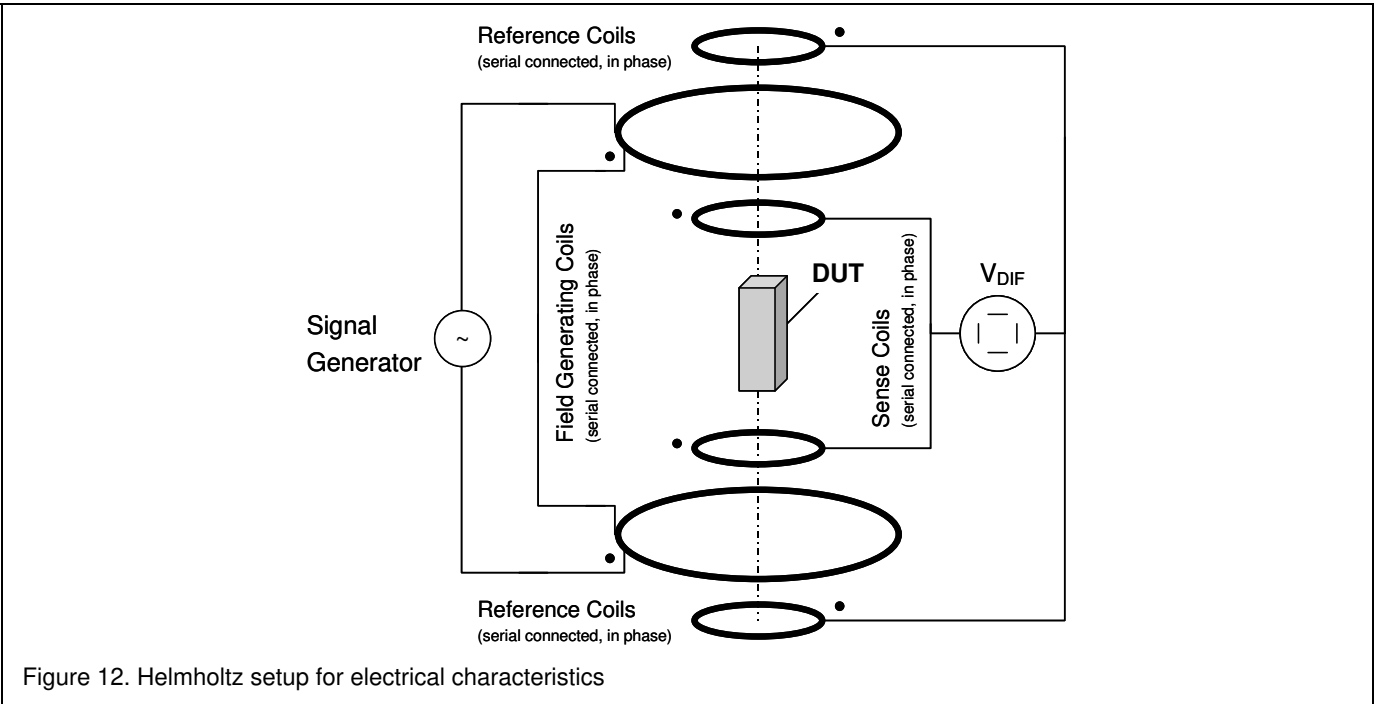 Reference Coils
(serial connected, in phase)
Field Generating Coils
(serial connected, in phase)
DUT
Sense Coils
(serial connected, in phase)
V_DIF
Signal
Generator
~
Reference Coils
(serial connected, in phase)
Figure 12. Helmholtz setup for electrical characteristics